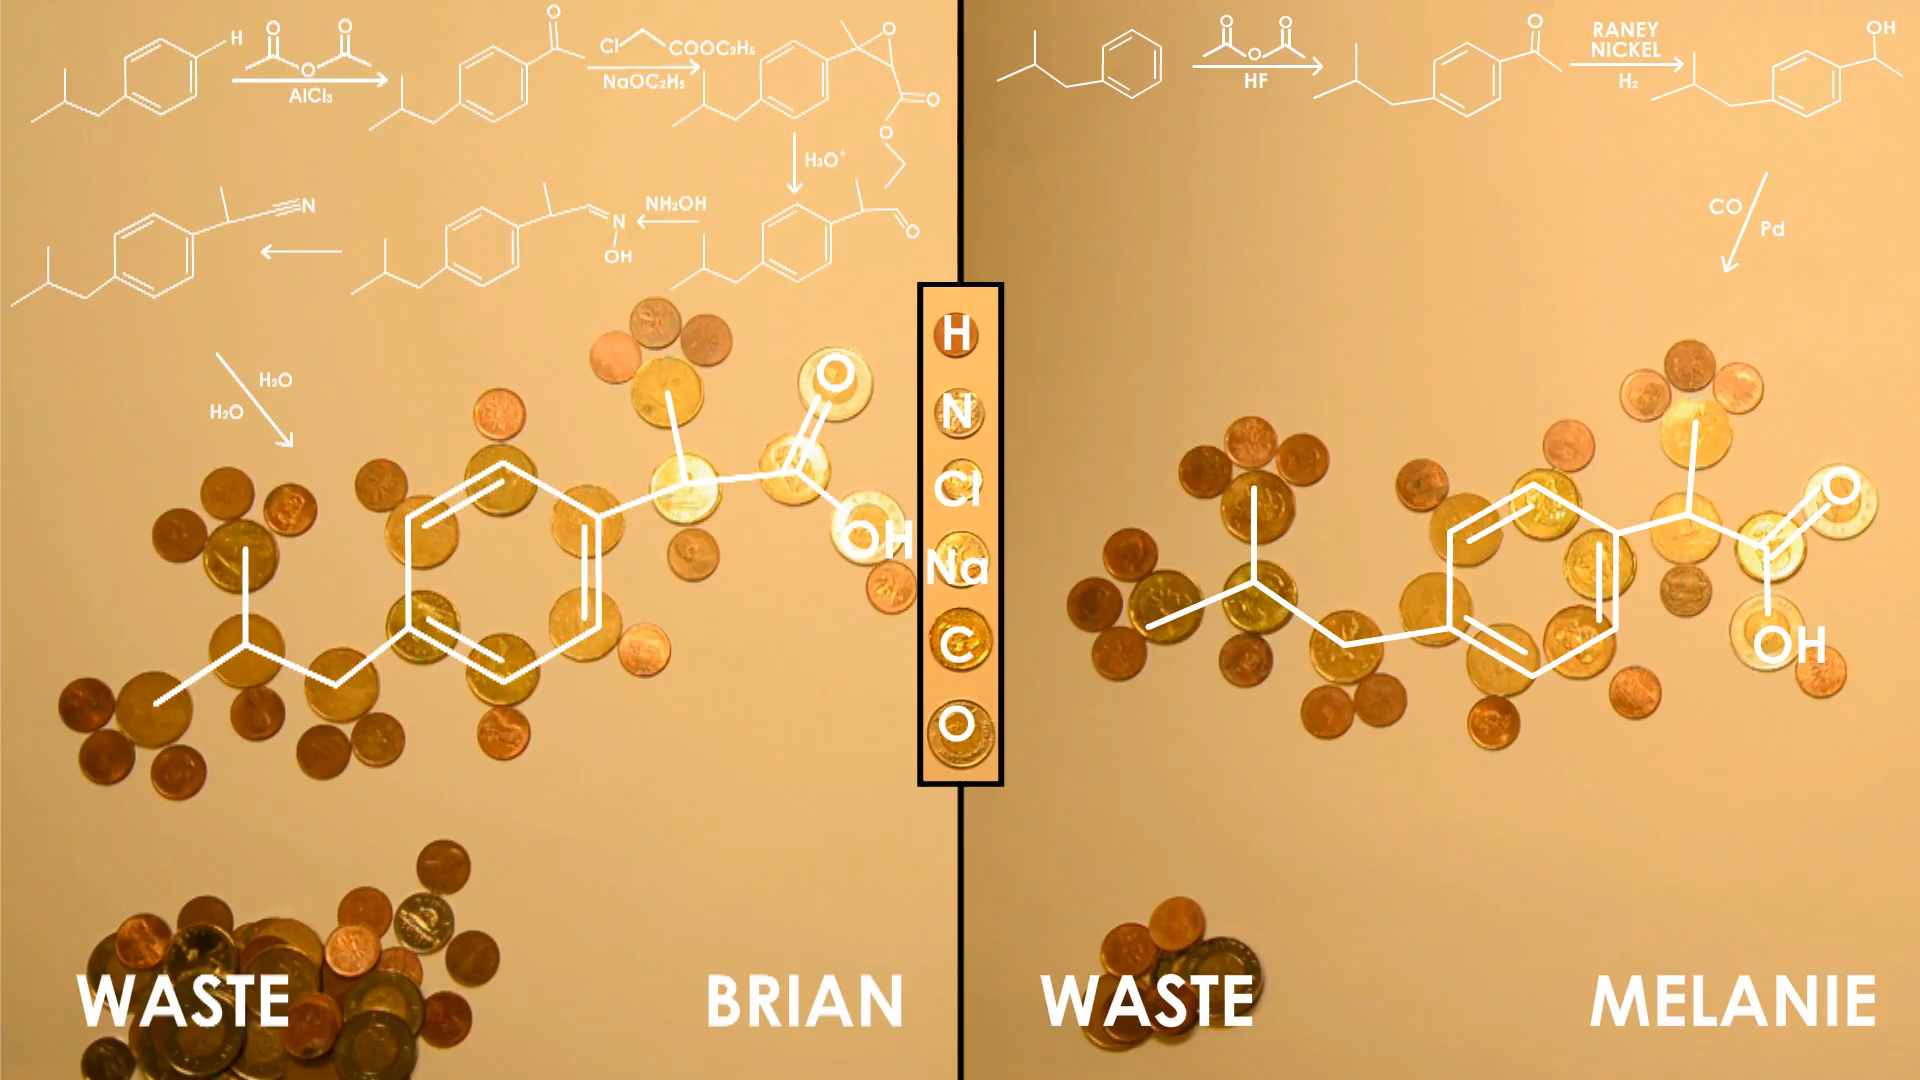 H
O
O
O
AlCl₃
O
Cl
COOC₂H₅
NaOC₂H₅
O
O
O
H₃O⁺
O
NH₂OH
N
OH
N
H₂O
H₂O
O
OH
WASTE
BRIAN
H
N
Cl
Na
C
O
O
O
O
HF
O
RANEY
NICKEL
H₂
OH
CO
Pd
O
OH
WASTE
MELANIE